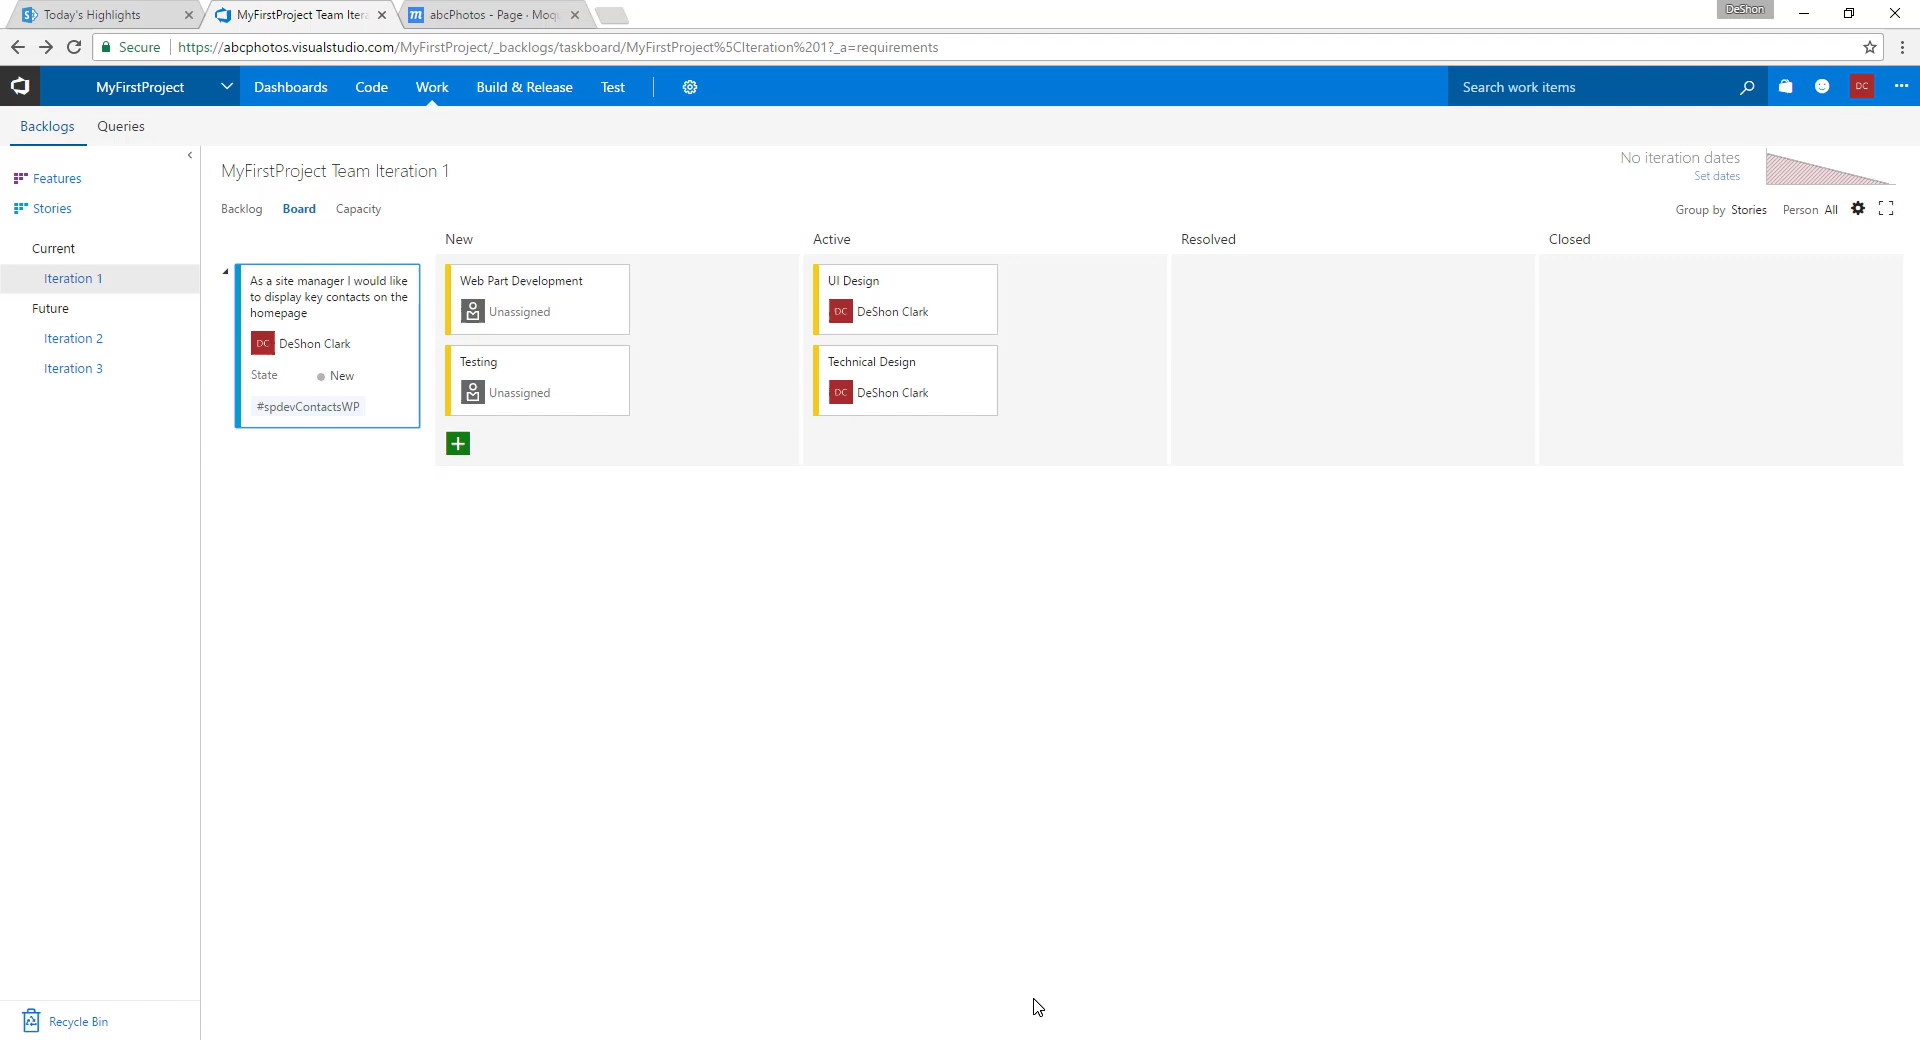 Today's Highlights
MyFirstProject Team Itera
abcPhotos - Page · Moqu
DeShon
Secure
https://abcphotos.visualstudio.com/MyFirstProject/_backlogs/taskboard/MyFirstProject%5CIteration%201?_a=requirements
MyFirstProject
Dashboards
Code
Work
Build & Release
Test
Search work items
DC
Backlogs
Queries
Features
Stories
Current
Iteration 1
Future
Iteration 2
Iteration 3
Recycle Bin
MyFirstProject Team Iteration 1
No iteration dates
Set dates
Backlog
Board
Capacity
Group by Stories
Person All
New
Active
Resolved
Closed
As a site manager I would like
to display key contacts on the
homepage
DC DeShon Clark
State
New
#spdevContactsWP
Web Part Development
Unassigned
Testing
Unassigned
UI Design
DC DeShon Clark
Technical Design
DC DeShon Clark